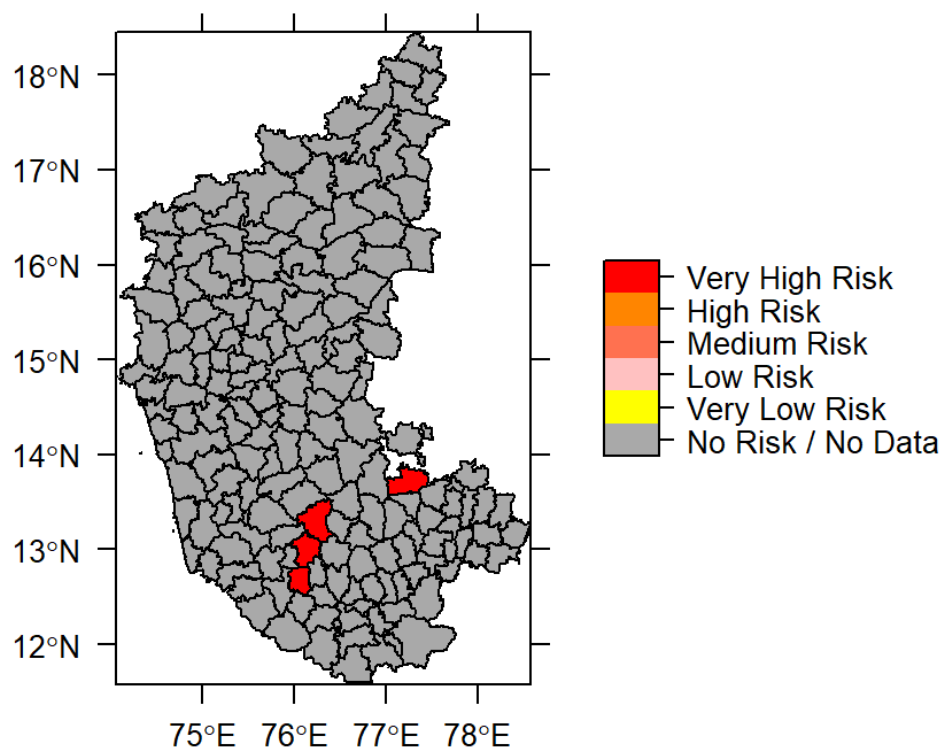 18°N
17°N
16°N
15°N
14°N
13°N
12°N
75°E 76°E 77°E 78°E
Very High Risk
High Risk
Medium Risk
Low Risk
Very Low Risk
No Risk / No Data